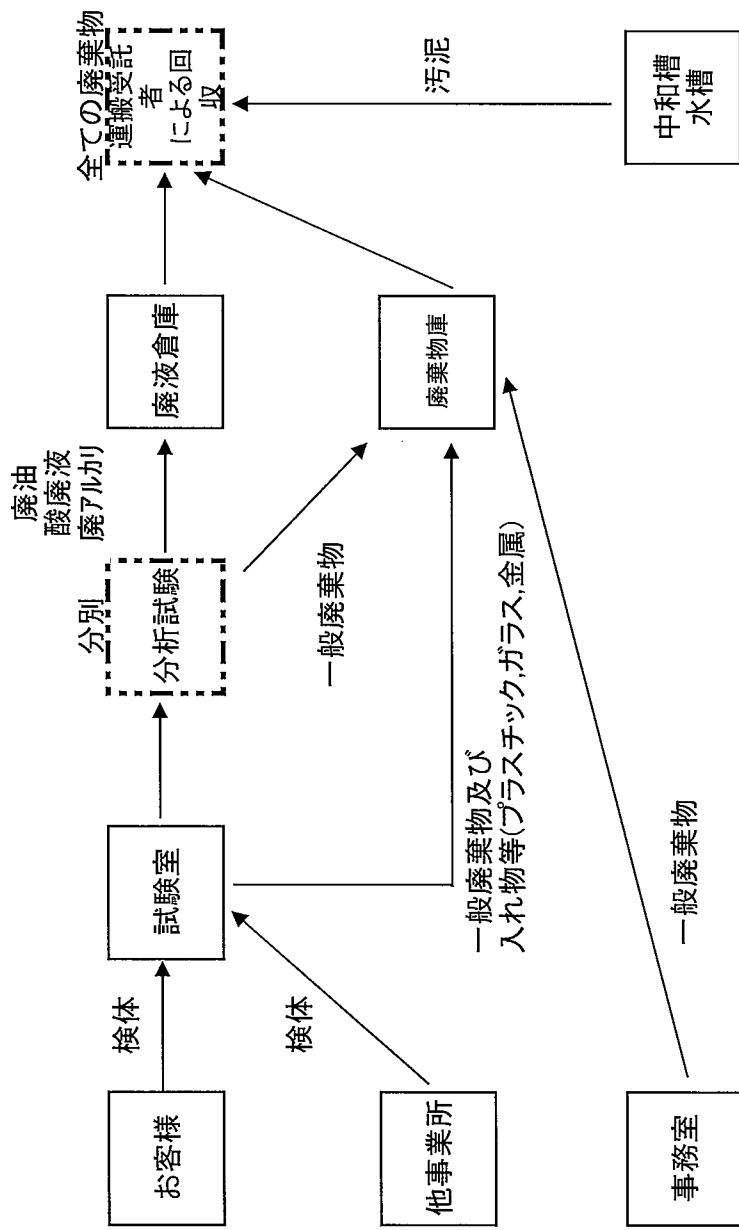 お客様
検体
試験室
分別
分析試験
廃油
酸廃液
廃アルカリ
廃液倉庫
全ての廃棄物
運搬受託
者
による回
収
他事業所
検体
一般廃棄物
一般廃棄物及び
入れ物等(プラスチック,ガラス,金属)
廃棄物庫
汚泥
事務室
一般廃棄物
中和槽
水槽